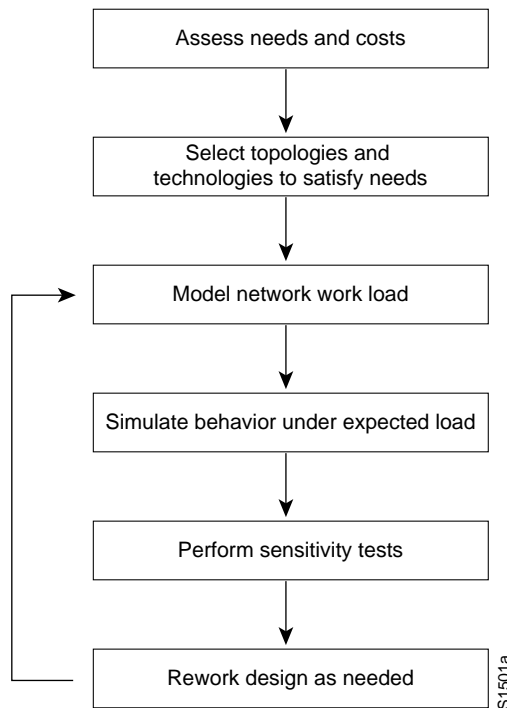 Assess needs and costs
Select topologies and
technologies to satisfy needs
Model network work load
Simulate behavior under expected load
Perform sensitivity tests
Rework design as needed
S1501a